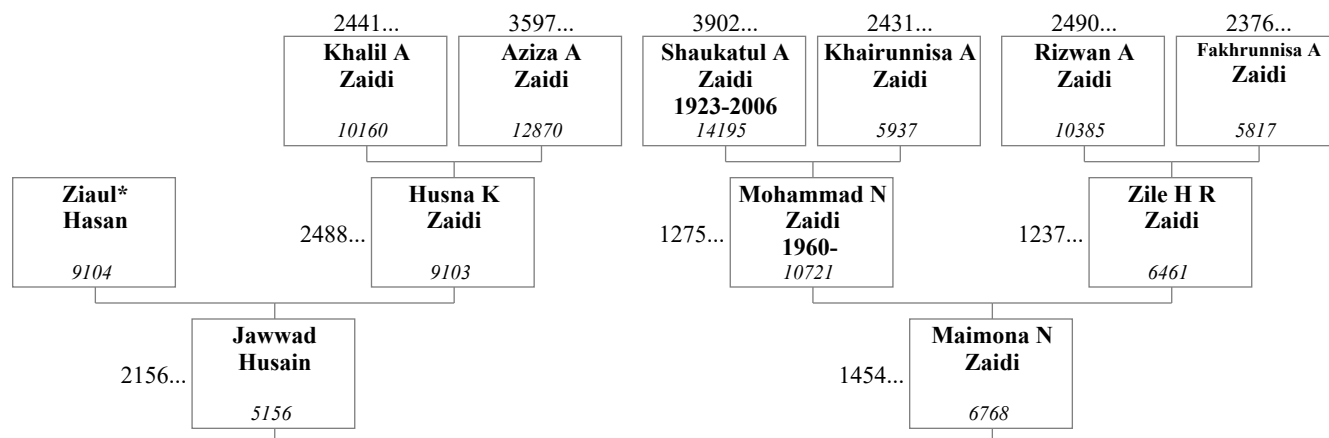 2441... 3597... 3902... 2431... 2490... 2376...
Khalil A Zaidi
10160
Aziza A Zaidi
12870
Shaukatul A Zaidi
1923-2006
14195
Khairunnisa A Zaidi
5937
Rizwan A Zaidi
10385
Fakhrunnisa A Zaidi
5817
Ziaul*
Hasan
9104
2488...
Husna K
Zaidi
9103
1275...
Mohammad N
Zaidi
1960-
10721
1237...
Zile H R
Zaidi
6461
2156...
Jawwad
Husain
5156
1454...
Maimona N
Zaidi
6768